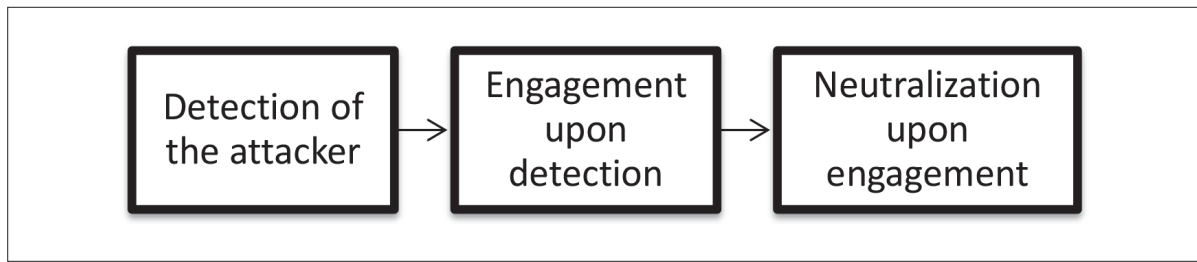 Detection of
the attacker
Engagement
upon
detection
Neutralization
upon
engagement